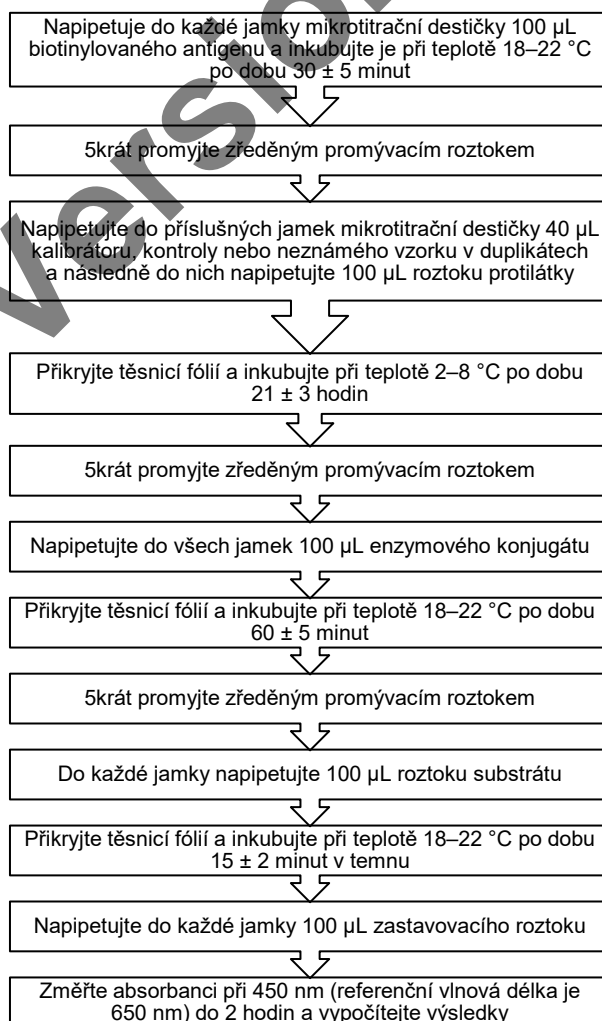 Napipetuje do každé jamky mikrotitrační destičky 100 µL
biotinylovaného antigenu a inkubujte je při teplotě 18–22 °C
po dobu 30 ± 5 minut
5krát promyjte zředěným promývacím roztokem
Napipetujte do příslušných jamek mikrotitrační destičky 40 µL
kalibrátoru, kontroly nebo neznámého vzorku v duplikátech
a následně do nich napipetujte 100 µL roztoku protilátky
Přikryjte těsnicí fólií a inkubujte při teplotě 2–8 °C po dobu
21 ± 3 hodin
5krát promyjte zředěným promývacím roztokem
Napipetujte do všech jamek 100 µL enzymového konjugátu
Přikryjte těsnicí fólií a inkubujte při teplotě 18–22 °C po dobu
60 ± 5 minut
5krát promyjte zředěným promývacím roztokem
Do každé jamky napipetujte 100 µL roztoku substrátu
Přikryjte těsnicí fólií a inkubujte při teplotě 18–22 °C po dobu
15 ± 2 minut v temnu
Napipetujte do každé jamky 100 µL zastavovacího roztoku
Změřte absorbanci při 450 nm (referenční vlnová délka je
650 nm) do 2 hodin a vypočítejte výsledky
Version